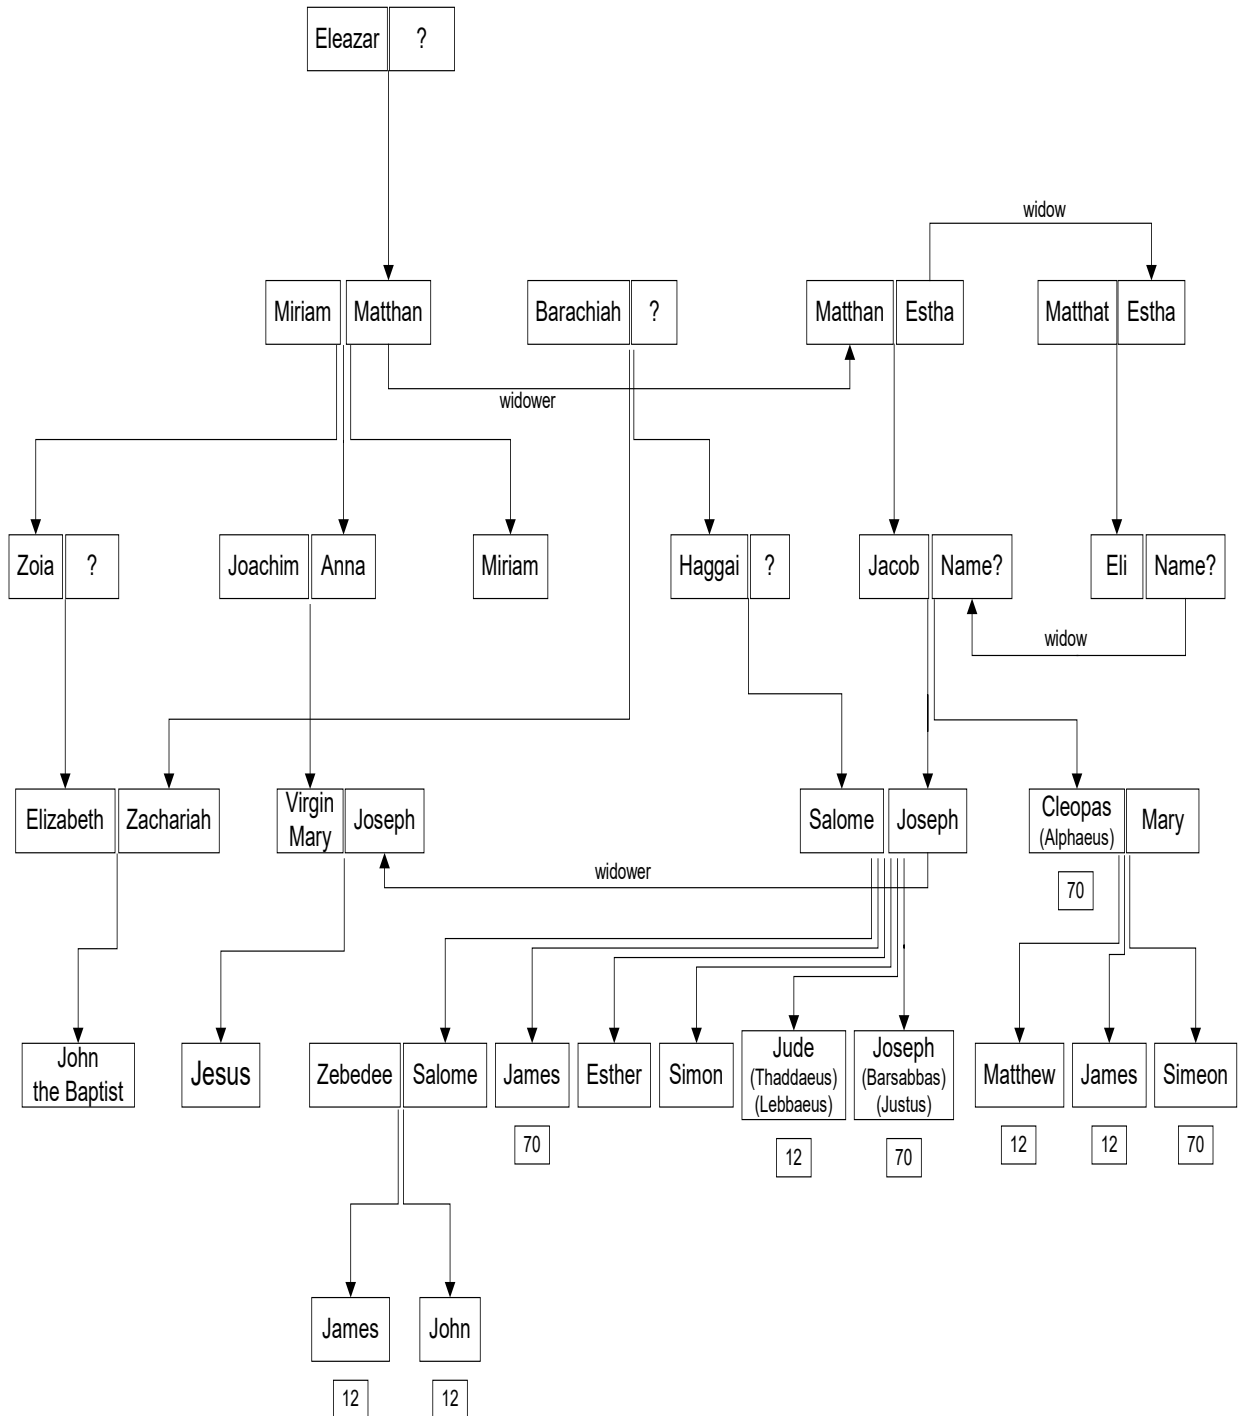 Eleazar ?
widow
Miriam Matthan Barachiah ? Matthan Estha Matthat Estha
widower
Zoia ? Joachim Anna Miriam Haggai ? Jacob Name? Eli Name?
widow
Elizabeth Zachariah
Virgin
Mary
Joseph
Salome Joseph
Cleopas
(Alphaeus)
Mary
widower
70
John
the Baptist
Jesus
Zebedee Salome James Esther Simon
Jude
(Thaddaeus)
(Lebbaeus)
Joseph
(Barsabbas)
(Justus)
Matthew James Simeon
70
12
70
12 12 70
James John
12 12